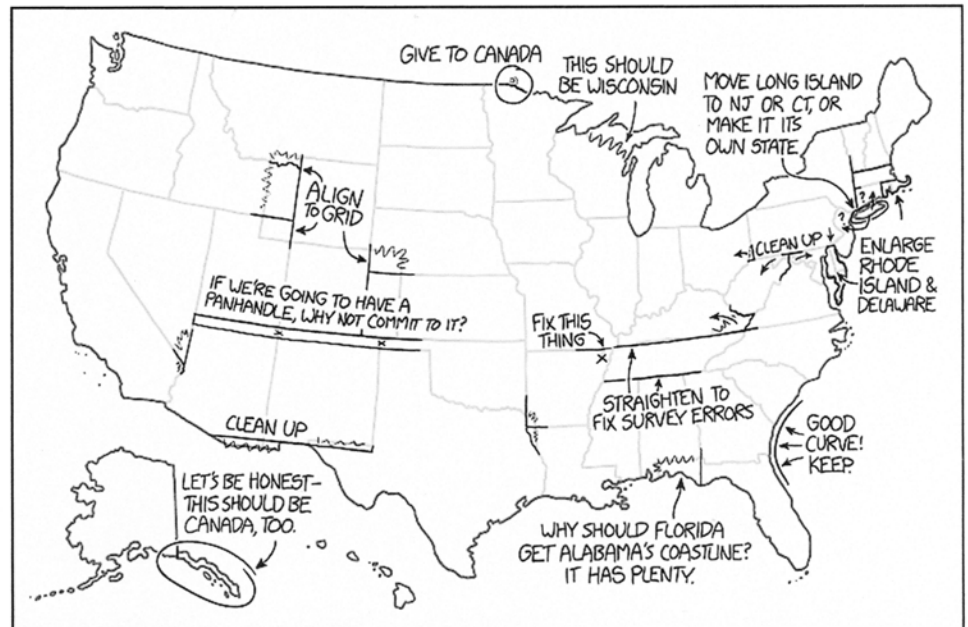 GIVE TO CANADA
THIS SHOULD
BE WISCONSIN
MOVE LONG ISLAND
TO NJ OR CT, OR
MAKE IT ITS
OWN STATE
ALIGN
TO GRID
?
?
CLEAN UP
ENLARGE
RHODE
ISLAND &
DELAWARE
IF WE'RE GOING TO HAVE A
PANHANDLE, WHY NOT COMMIT TO IT?
FIX THIS
THING
STRAIGHTEN TO
FIX SURVEY ERRORS
CLEAN UP
GOOD
CURVE!
KEEP.
LET'S BE HONEST—
THIS SHOULD BE
CANADA, TOO.
WHY SHOULD FLORIDA
GET ALABAMA'S COASTLINE?
IT HAS PLENTY.